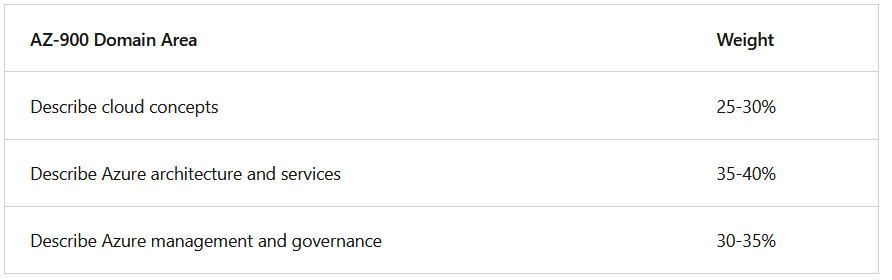 AZ-900 Domain Area Weight
Describe cloud concepts 25-30%
Describe Azure architecture and services 35-40%
Describe Azure management and governance 30-35%